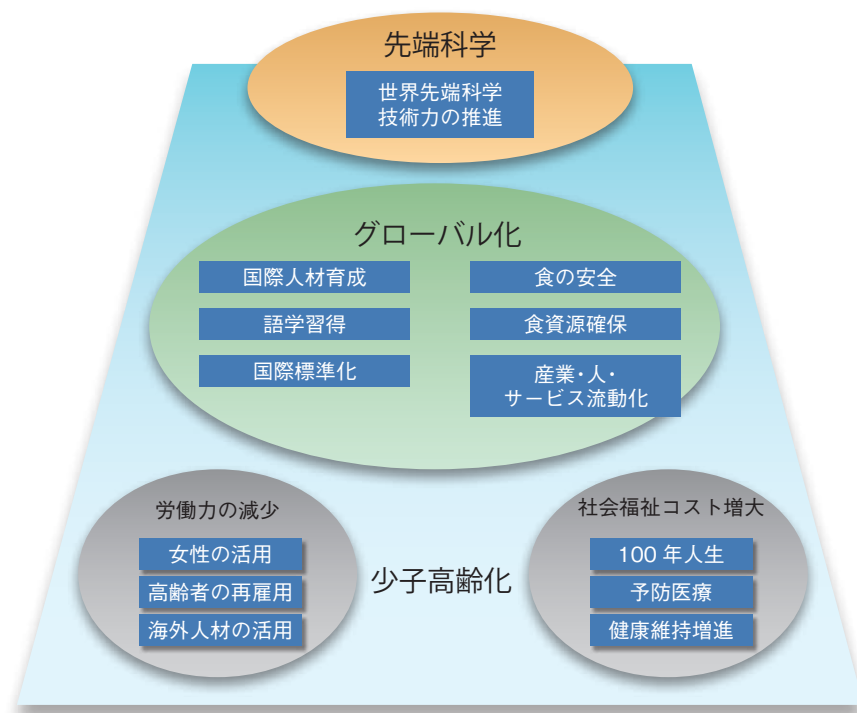 先端科学
世界先端科学
技術力の推進
グローバル化
国際人材育成
語学習得
国際標準化
食の安全
食資源確保
産業・人・
サービス流動化
労働力の減少
女性の活用
高齢者の再雇用
海外人材の活用
少子高齢化
社会福祉コスト増大
100 年人生
予防医療
健康維持増進